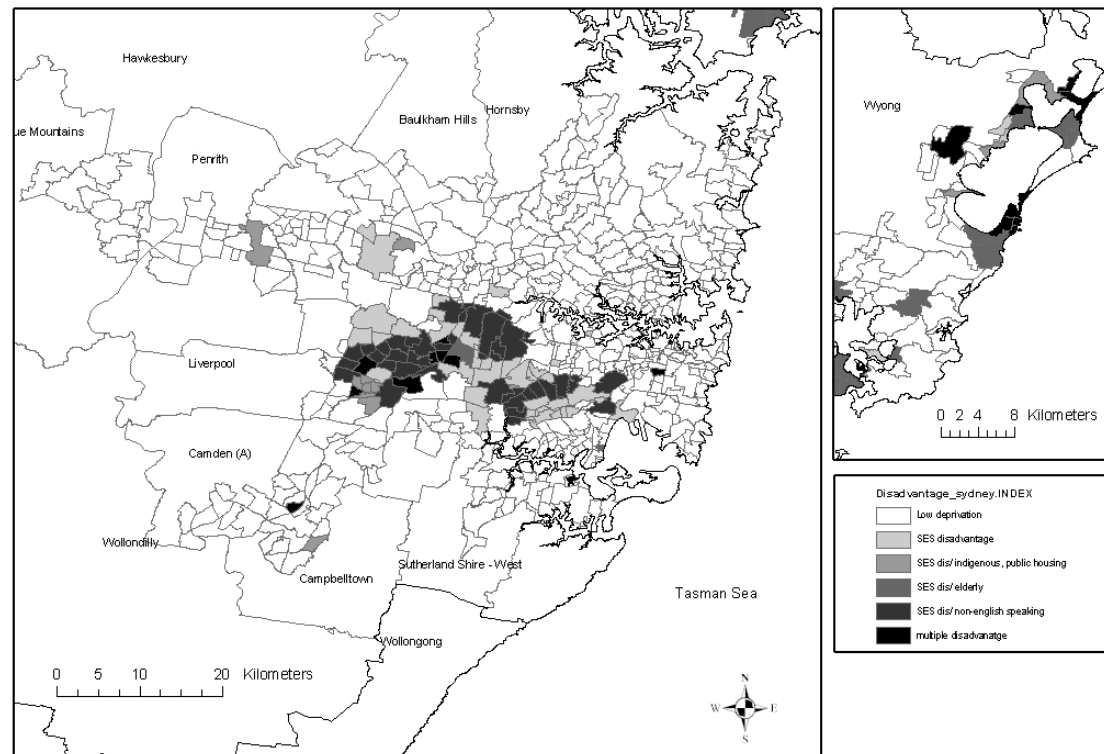 Hawkesbury
Hornsby
Baulkham Hills
ue Mountains
Penrith
Liverpool
Camden (A)
Wollondilly
Campbelltown
Sutherland Shire - West
Tasman Sea
Wollongong
0 5 10 20 Kilometers
N
W E
S
Wyong
0 2 4 8 Kilometers
Disadvantage_sydney.INDEX
Low deprivation
SES disadvantage
SES dis/ indigenous, public housing
SES dis/ elderly
SES dis/ non-english speaking
multiple disadvanatge